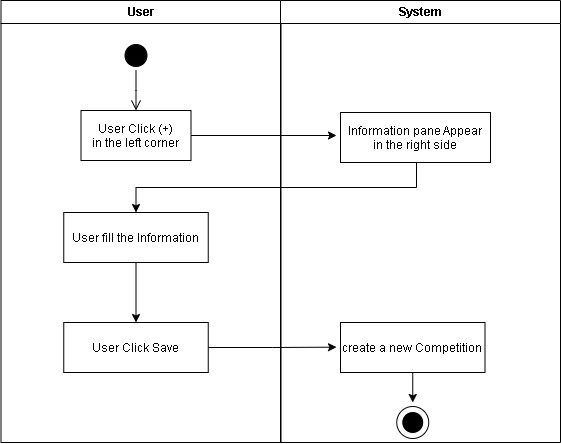 User
System
User Click (+)
in the left corner
Information pane Appear
in the right side
User fill the Information
User Click Save
create a new Competition